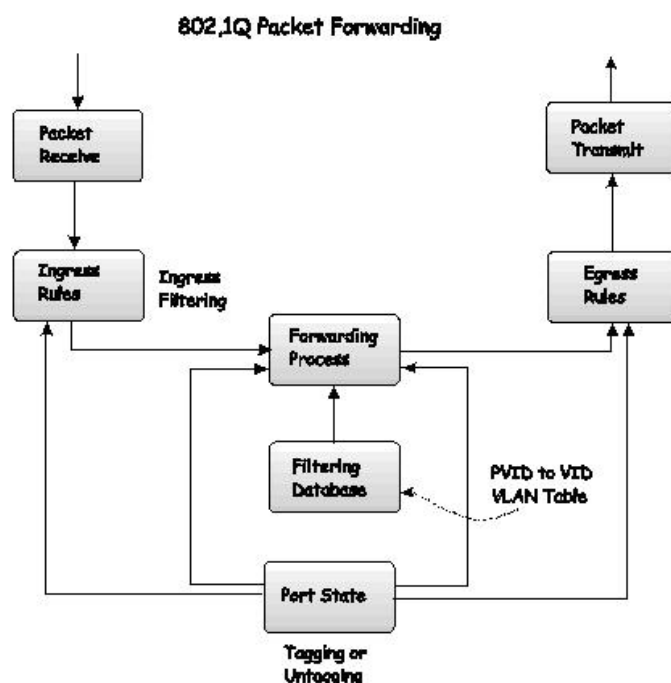 802,1Q Packet Forwarding
Packet
Receive
Packet
Transmit
Ingress
Rules
Ingress
Filtering
Egress
Rules
Forwarding
Process
Filtering
Database
PVID to VID
VLAN Table
Port State
Tagging or
Untagging